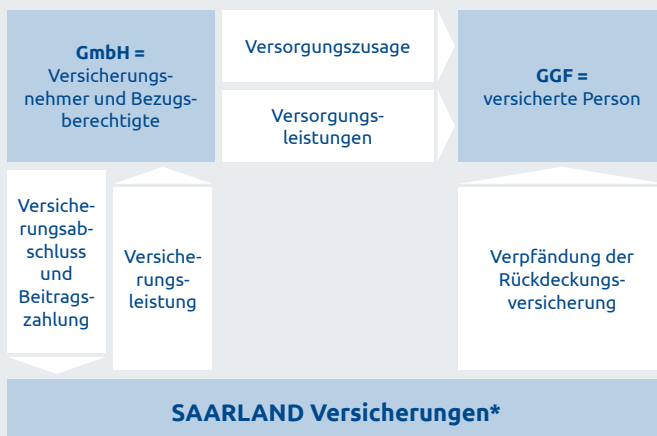 GmbH =
Versicherungs-
nehmer und Bezugs-
berechtigte
Versorgungszusage
Versorgungs-
leistungen
GGF =
versicherte Person
Versiche-
rungsab-
schluss
und
Beitrags-
zahlung
Versiche-
rungs-
leistung
Verpfändung der
Rückdeckungs-
versicherung
SAARLAND Versicherungen*